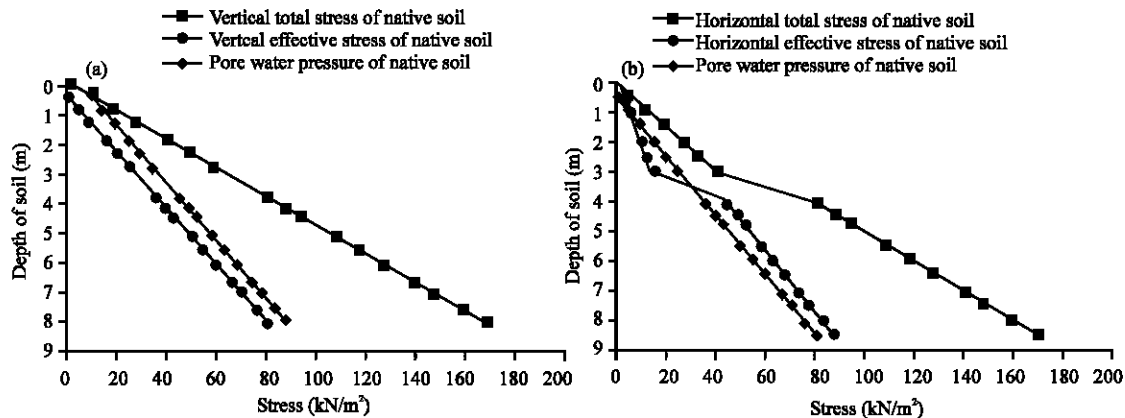 Vertical total stress of native soil
Vertcal effective stress of native soil
Pore water pressure of native soil
(a)
0
1
2
3
4
5
6
7
8
9
Depth of soil (m)
0 20 40 60 80 100 120 140 160 180 200
Stress (kN/m²)
Horizontal total stress of native soil
Horizontal effective stress of native soil
Pore water pressure of native soil
(b)
0
1
2
3
4
5
6
7
8
9
Depth of soil (m)
0 20 40 60 80 100 120 140 160 180 200
Stress (kN/m²)